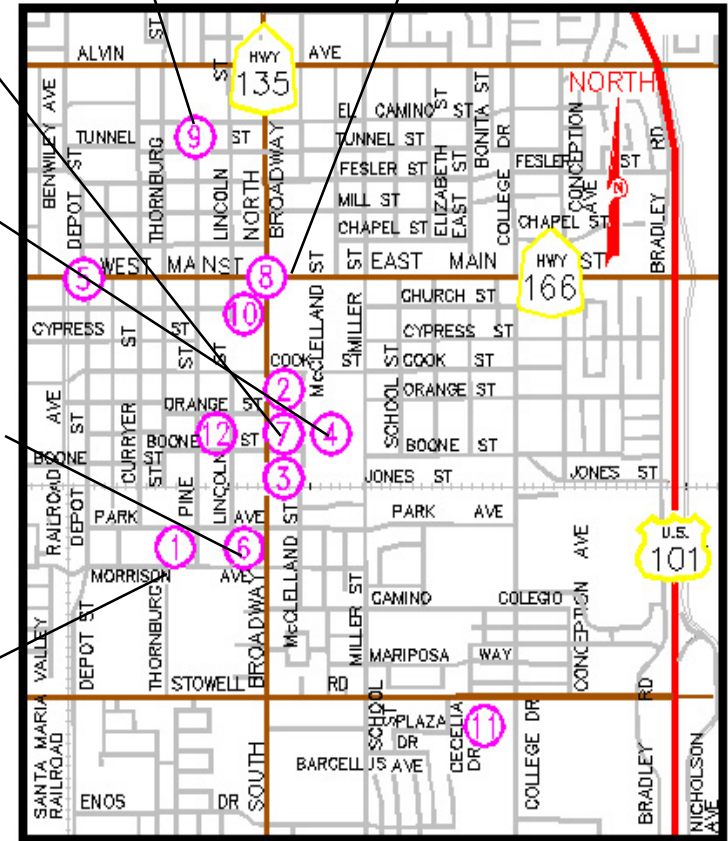 ST
ALVIN
ST
HWY
135
AVE
NORTH
BENWILEY AVE
TUNNEL
ST
9
ST
EL CAMINO ST
TUNNEL ST
FESLER ST
MILL ST
CHAPEL ST
ELIZABETH ST
EAST ST
BONITA ST
COLLEGE DR
FESLER
ST
CONCEPTION AVE
N
CHAPEL ST
BRADLEY
RD
DEPOT
THORNBURG
LINCOLN
NORTH
BROADWAY
5
WEST MAIN
ST
8
McCLELLAND ST
ST
EAST MAIN
ST
HWY
166
10
MILLER
CHURCH ST
CYPRESS
ST
ST
ST
ST
CYPRESS ST
COOK
ST
SCHOOL ST
COOK ST
2
ORANGE ST
ORANGE ST
12
BOONE
ST
7
4
BOONE ST
BOONE
ST
CURRYER
ST
RAILROAD AVE
DEPOT ST
PINE
LINCOLN
3
JONES ST
JONES ST
PARK
AVE
PARK AVE
1
6
U.S.
101
MORRISON
AVE
McCLELLAND ST
CAMINO
COLEGIO
CONCEPTION AVE
MILLER ST
MARIPOSA
WAY
DEPOT ST
THORNBURG
BROADWAY
STOWELL
RD
RD
SANTA MARIA VALLEY
RAILROAD
SCHOOL
ST
PLAZA
DR
CECELIA
DR
11
COLLEGE DR
BARCELLUS AVE
BRADLEY
NICHOLSON
AVE
ENOS
DR
SOUTH